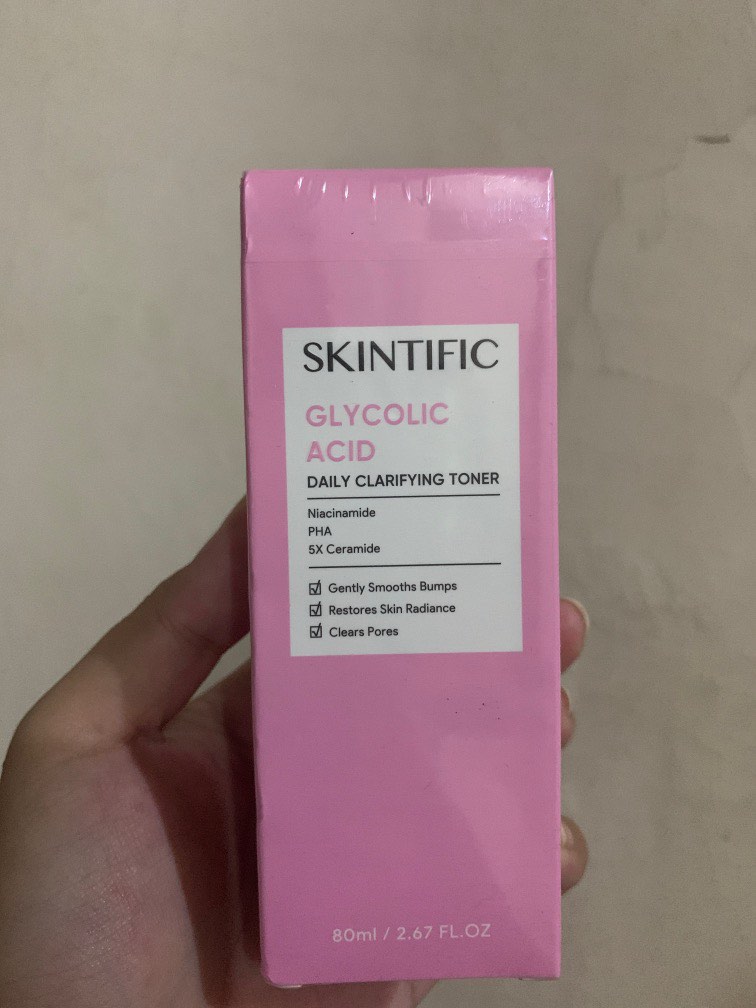 SKINTIFIC
GLYCOLIC
ACID
DAILY CLARIFYING TONER
Niacinamide
PHA
5X Ceramide
Gently Smooths Bumps
Restores Skin Radiance
Clears Pores
80ml / 2.67 FL.OZ